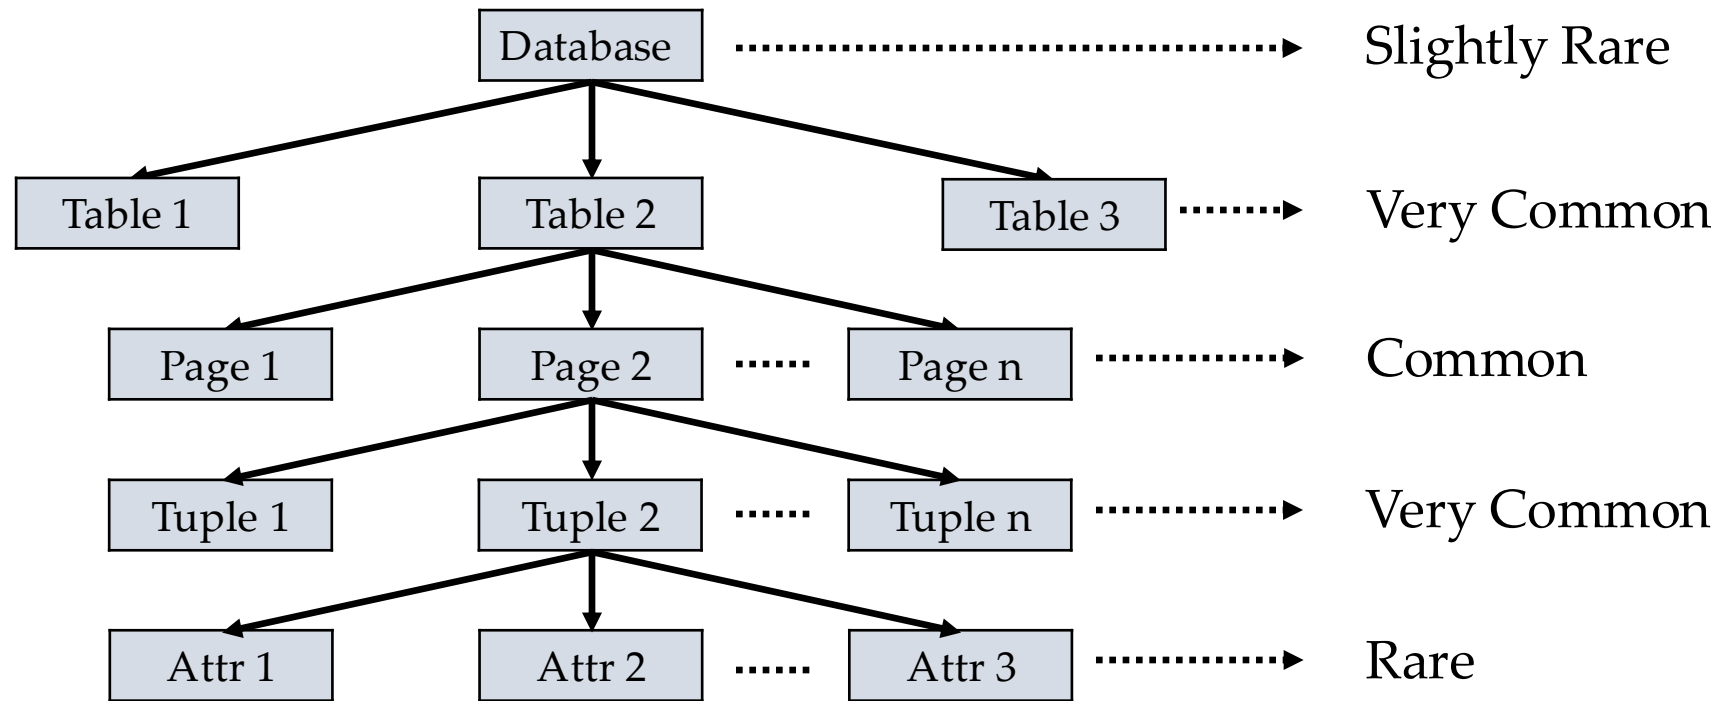 Database Slightly Rare
Table 1 Table 2 Table 3 Very Common
Page 1 Page 2 Page n Common
Tuple 1 Tuple 2 Tuple n Very Common
Attr 1 Attr 2 Attr 3 Rare